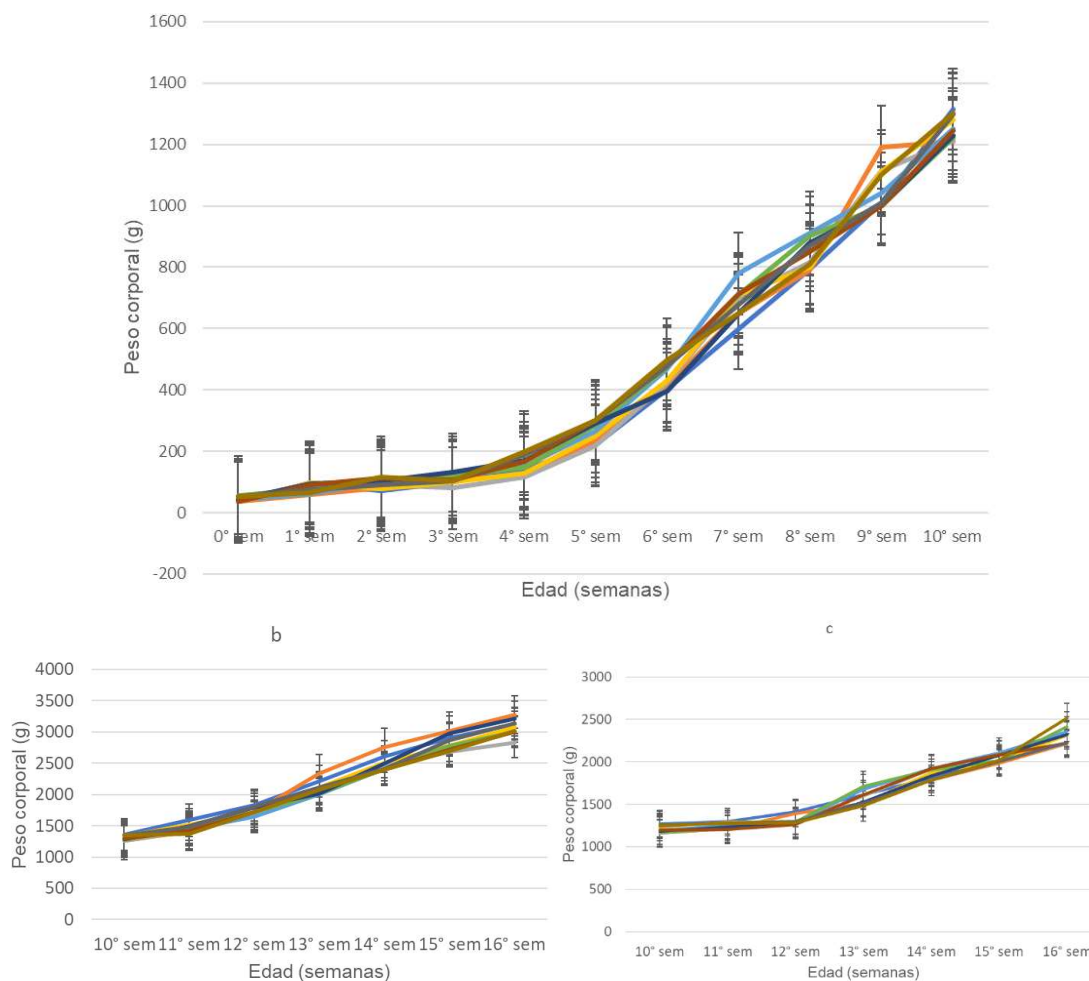 1600
1400
1200
1000
800
600
400
200
0
-200
Peso corporal (g)
0° sem 1° sem 2° sem 3° sem 4° sem 5° sem 6° sem 7° sem 8° sem 9° sem 10° sem
Edad (semanas)
b
4000
3500
3000
2500
2000
1500
1000
500
0
Peso corporal (g)
10° sem 11° sem 12° sem 13° sem 14° sem 15° sem 16° sem
Edad (semanas)
c
3000
2500
2000
1500
1000
500
0
Peso corporal (g)
10° sem 11° sem 12° sem 13° sem 14° sem 15° sem 16° sem
Edad (semanas)